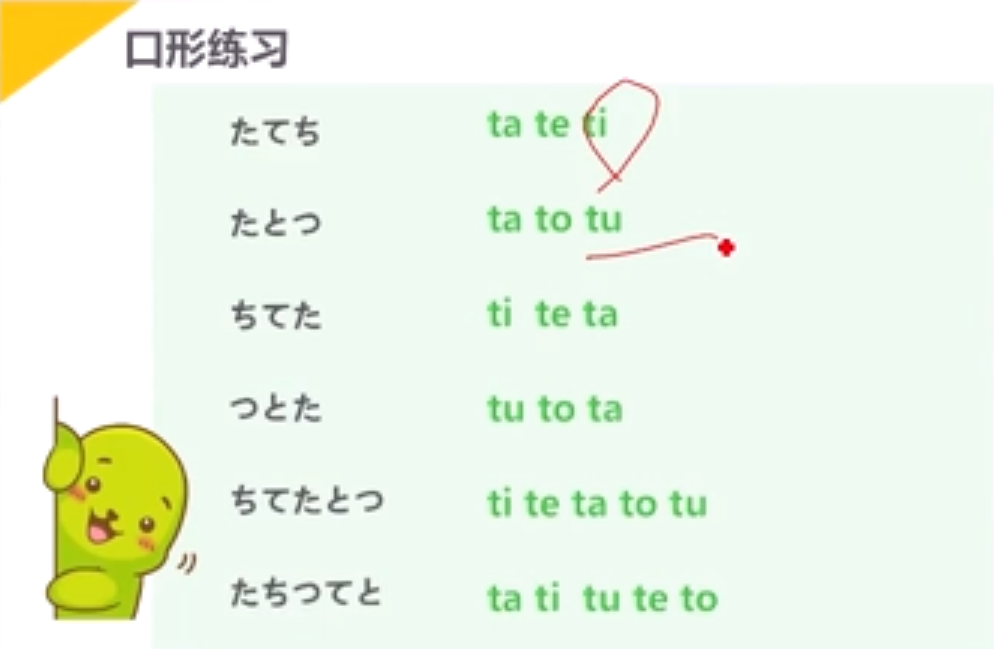 口形练习
たてち ta te ti
たとつ ta to tu
ちてた ti te ta
つとた tu to ta
ちてたとつ ti te ta to tu
たちつてと ta ti tu te to